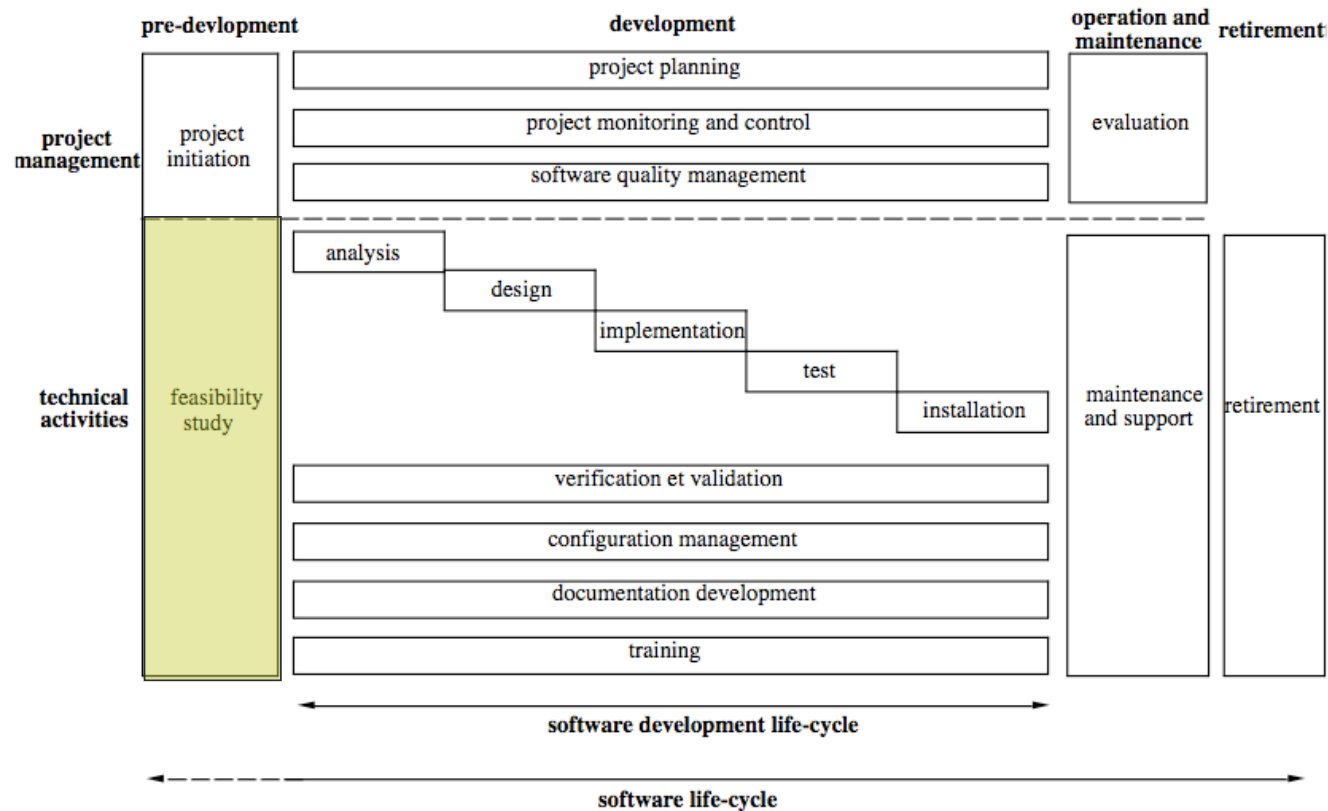 pre-devlopment
development
operation and
maintenance
retirement
project planning
project
management
project
initiation
project monitoring and control
evaluation
software quality management
analysis
design
implementation
test
installation
technical
activities
feasibility
study
maintenance
and support
retirement
verification et validation
configuration management
documentation development
training
software development life-cycle
software life-cycle